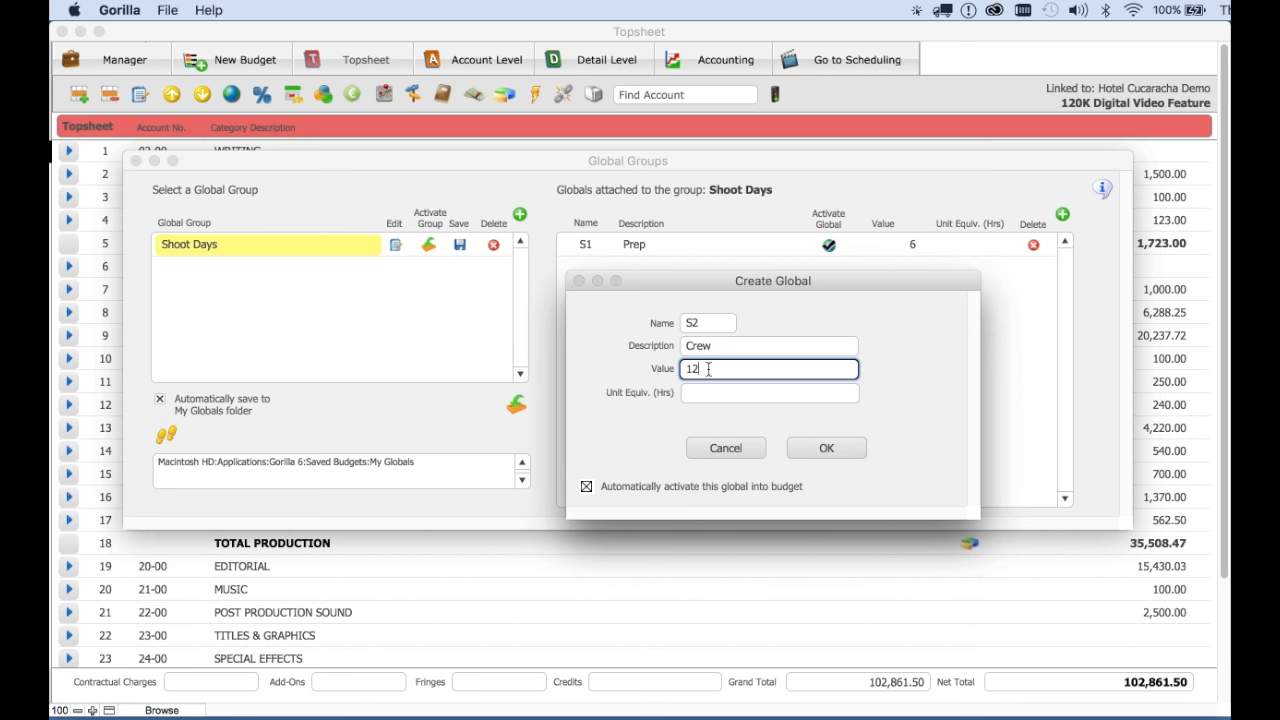 Gorilla File Help 100% Th
Topsheet
Manager New Budget T Topsheet A Account Level D Detail Level Accounting Go to Scheduling
Find Account
Linked to: Hotel Cucaracha Demo
120K Digital Video Feature
Topsheet Account No. Category Description
1 02-00 WRITING
2 1,500.00
3 100.00
4 123.00
5 1,723.00
6
7 1,000.00
8 6,288.25
9 20,237.72
10 100.00
11 250.00
12 240.00
13 4,220.00
14 540.00
15 700.00
16 1,370.00
17 562.50
18 TOTAL PRODUCTION 35,508.47
19 20-00 EDITORIAL 15,430.03
20 21-00 MUSIC 100.00
21 22-00 POST PRODUCTION SOUND 2,500.00
22 23-00 TITLES & GRAPHICS
23 24-00 SPECIAL EFFECTS
Contractual Charges Add-Ons Fringes Credits Grand Total 102,861.50 Net Total 102,861.50
100 Browse
Global Groups
Select a Global Group
Global Group Edit Activate Group Save Delete
Shoot Days
Automatically save to
My Globals folder
Macintosh HD:Applications:Gorilla 6:Saved Budgets:My Globals
Globals attached to the group: Shoot Days
Name Description Activate Global Value Unit Equiv. (Hrs) Delete
S1 Prep 6
Create Global
Name S2
Description Crew
Value 12
Unit Equiv. (Hrs)
Cancel OK
Automatically activate this global into budget